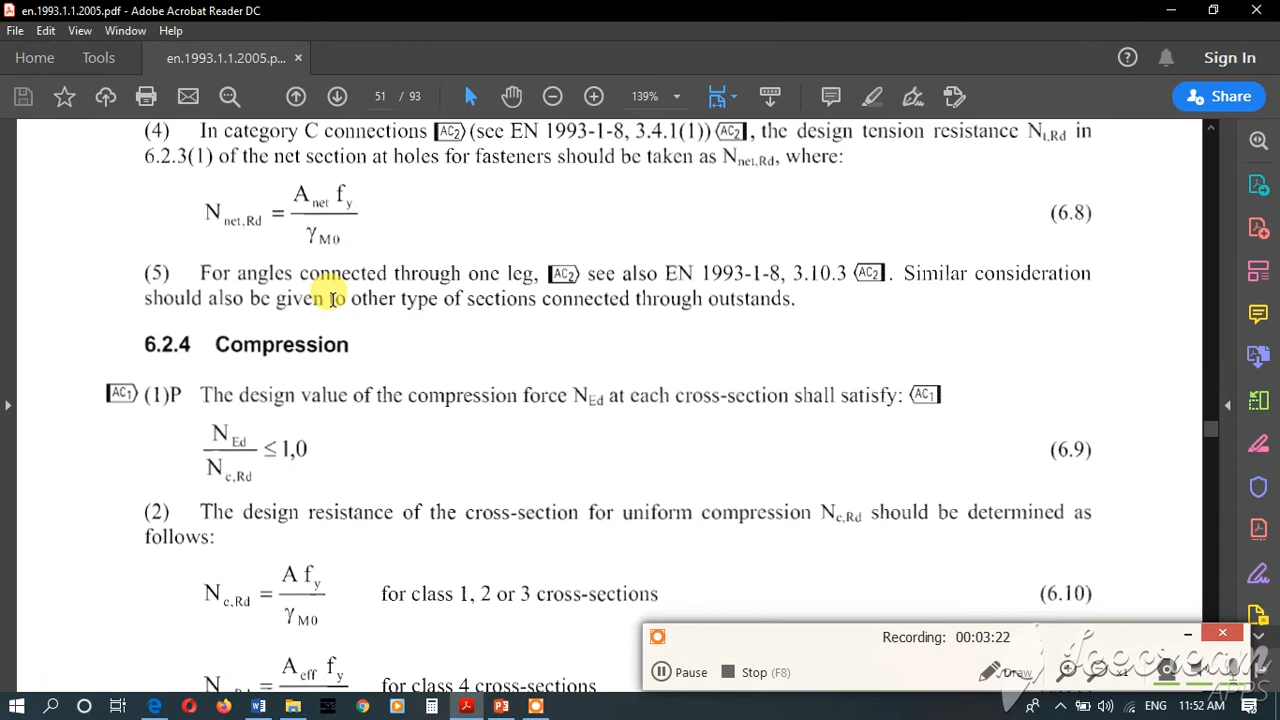 en.1993.1.1.2005.pdf - Adobe Acrobat Reader DC
File Edit View Window Help
Home Tools en.1993.1.1.2005.p... × Sign In
51 / 93 139% Share
(4) In category C connections AC2 (see EN 1993-1-8, 3.4.1(1)) AC2, the design tension resistance Nt,Rd in
6.2.3(1) of the net section at holes for fasteners should be taken as Nnet,Rd, where:
Nnet,Rd = Anet fy / γM0 (6.8)
(5) For angles connected through one leg, AC2 see also EN 1993-1-8, 3.10.3 AC2. Similar consideration
should also be given to other type of sections connected through outstands.
6.2.4 Compression
AC1 (1)P The design value of the compression force NEd at each cross-section shall satisfy: AC1
NEd / Nc,Rd ≤ 1,0 (6.9)
(2) The design resistance of the cross-section for uniform compression Nc,Rd should be determined as
follows:
Nc,Rd = A fy / γM0 for class 1, 2 or 3 cross-sections (6.10)
Aeff fy for class 4 cross-sections
Recording: 00:03:22
Pause Stop (F8) Draw x1
icecream
APPS
11:52 AM